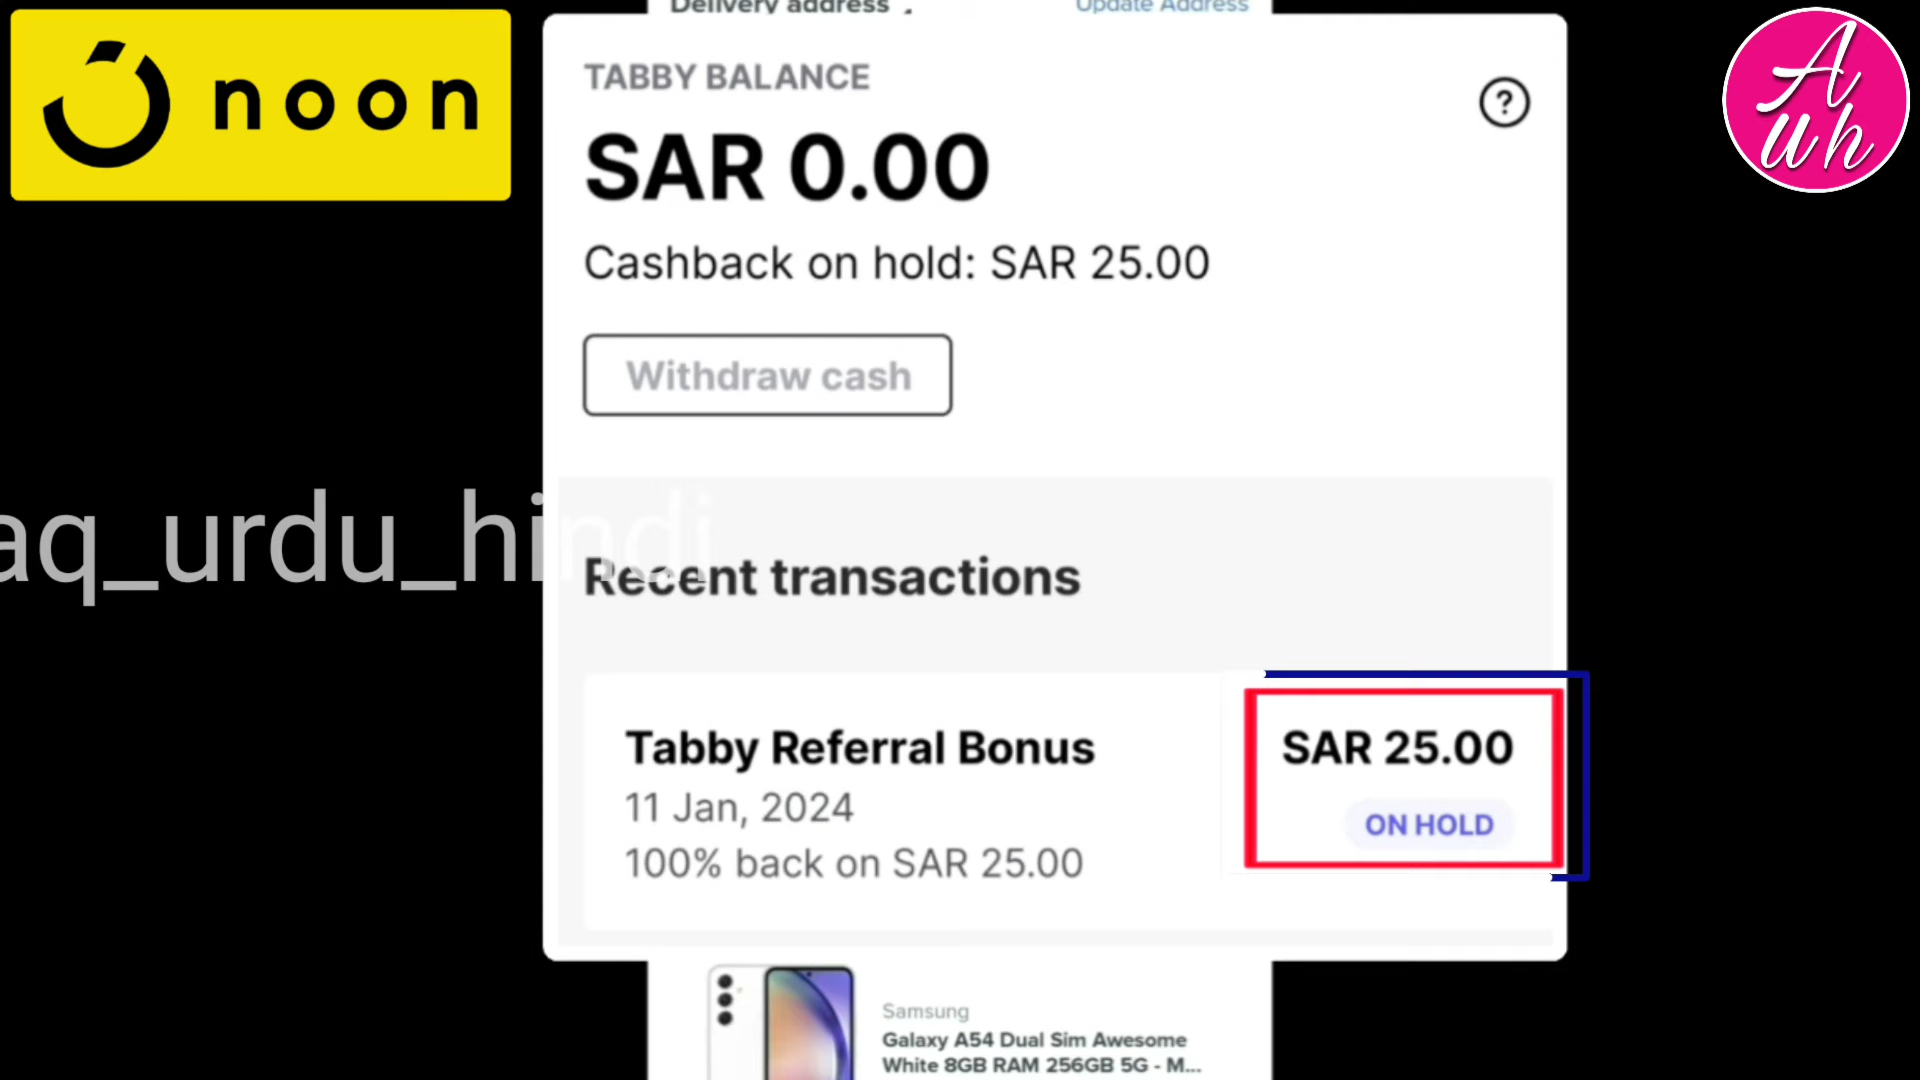 Delivery address
Update Address
noon
A
uh
TABBY BALANCE
?
SAR 0.00
Cashback on hold: SAR 25.00
Withdraw cash
aq_urdu_hindi
Recent transactions
Tabby Referral Bonus
SAR 25.00
11 Jan, 2024
ON HOLD
100% back on SAR 25.00
Samsung
Galaxy A54 Dual Sim Awesome
White 8GB RAM 256GB 5G - M...